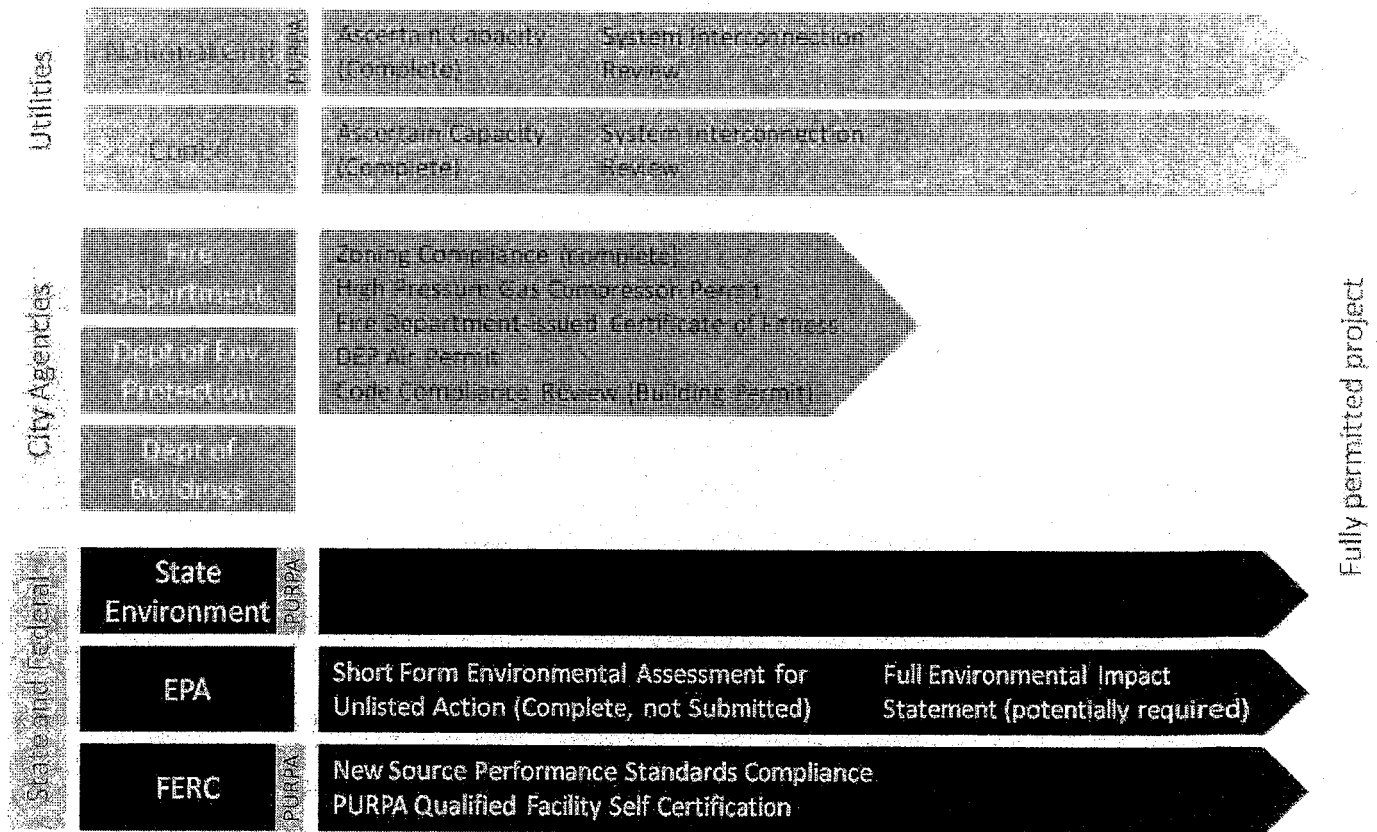 Utilities
National Grid
PURPA
Ascertain Capacity
(Complete)
System Interconnection
Review
ConEd
Ascertain Capacity
(Complete)
System Interconnection
Review
City Agencies
Fire
department
Dept of Env.
Protection
Dept of
Buildings
Zoning Compliance (complete)
High Pressure Gas Compressor Permit
Fire Department-Issued Certificate of Fitness
DEP Air Permit
Code Compliance Review (Building Permit)
State and Federal
State
Environment
PURPA
EPA
Short Form Environmental Assessment for
Unlisted Action (Complete, not Submitted)
Full Environmental Impact
Statement (potentially required)
FERC
PURPA
New Source Performance Standards Compliance
PURPA Qualified Facility Self Certification
Fully permitted project